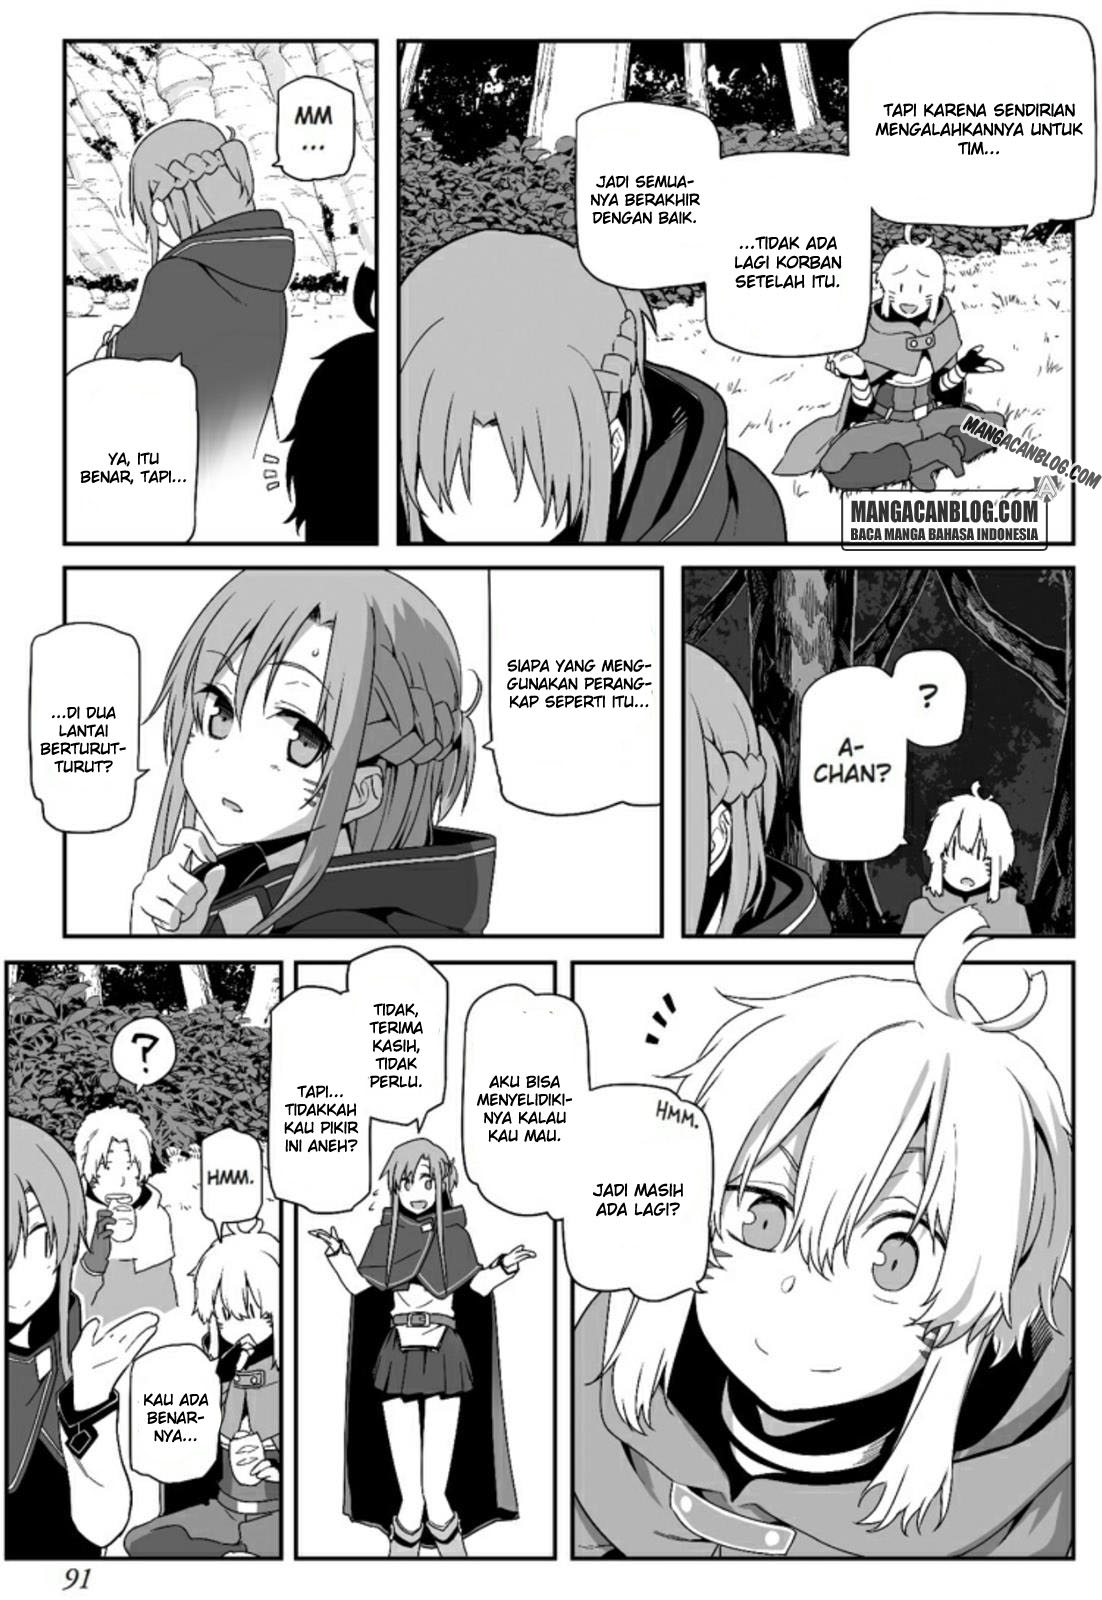 TAPI KARENA SENDIRIAN
MENGALAHKANNYA UNTUK
TIM...
...TIDAK ADA
LAGI KORBAN
SETELAH ITU.
JADI SEMUA-
NYA BERAKHIR
DENGAN BAIK.
MANGACANBLOG.COM
MANGACANBLOG.COM
BACA MANGA BAHASA INDONESIA
MM
...
YA, ITU
BENAR, TAPI...
?
A-
CHAN?
SIAPA YANG MENG-
GUNAKAN PERANG-
KAP SEPERTI ITU...
...DI DUA
LANTAI
BERTURUT-
TURUT?
HMM.
JADI MASIH
ADA LAGI?
AKU BISA
MENYELIDIKI-
NYA KALAU
KAU MAU.
TIDAK,
TERIMA
KASIH,
TIDAK
PERLU.
TAPI...
TIDAKKAH
KAU PIKIR
INI ANEH?
?
HMM.
KAU ADA
BENAR-
NYA...
91